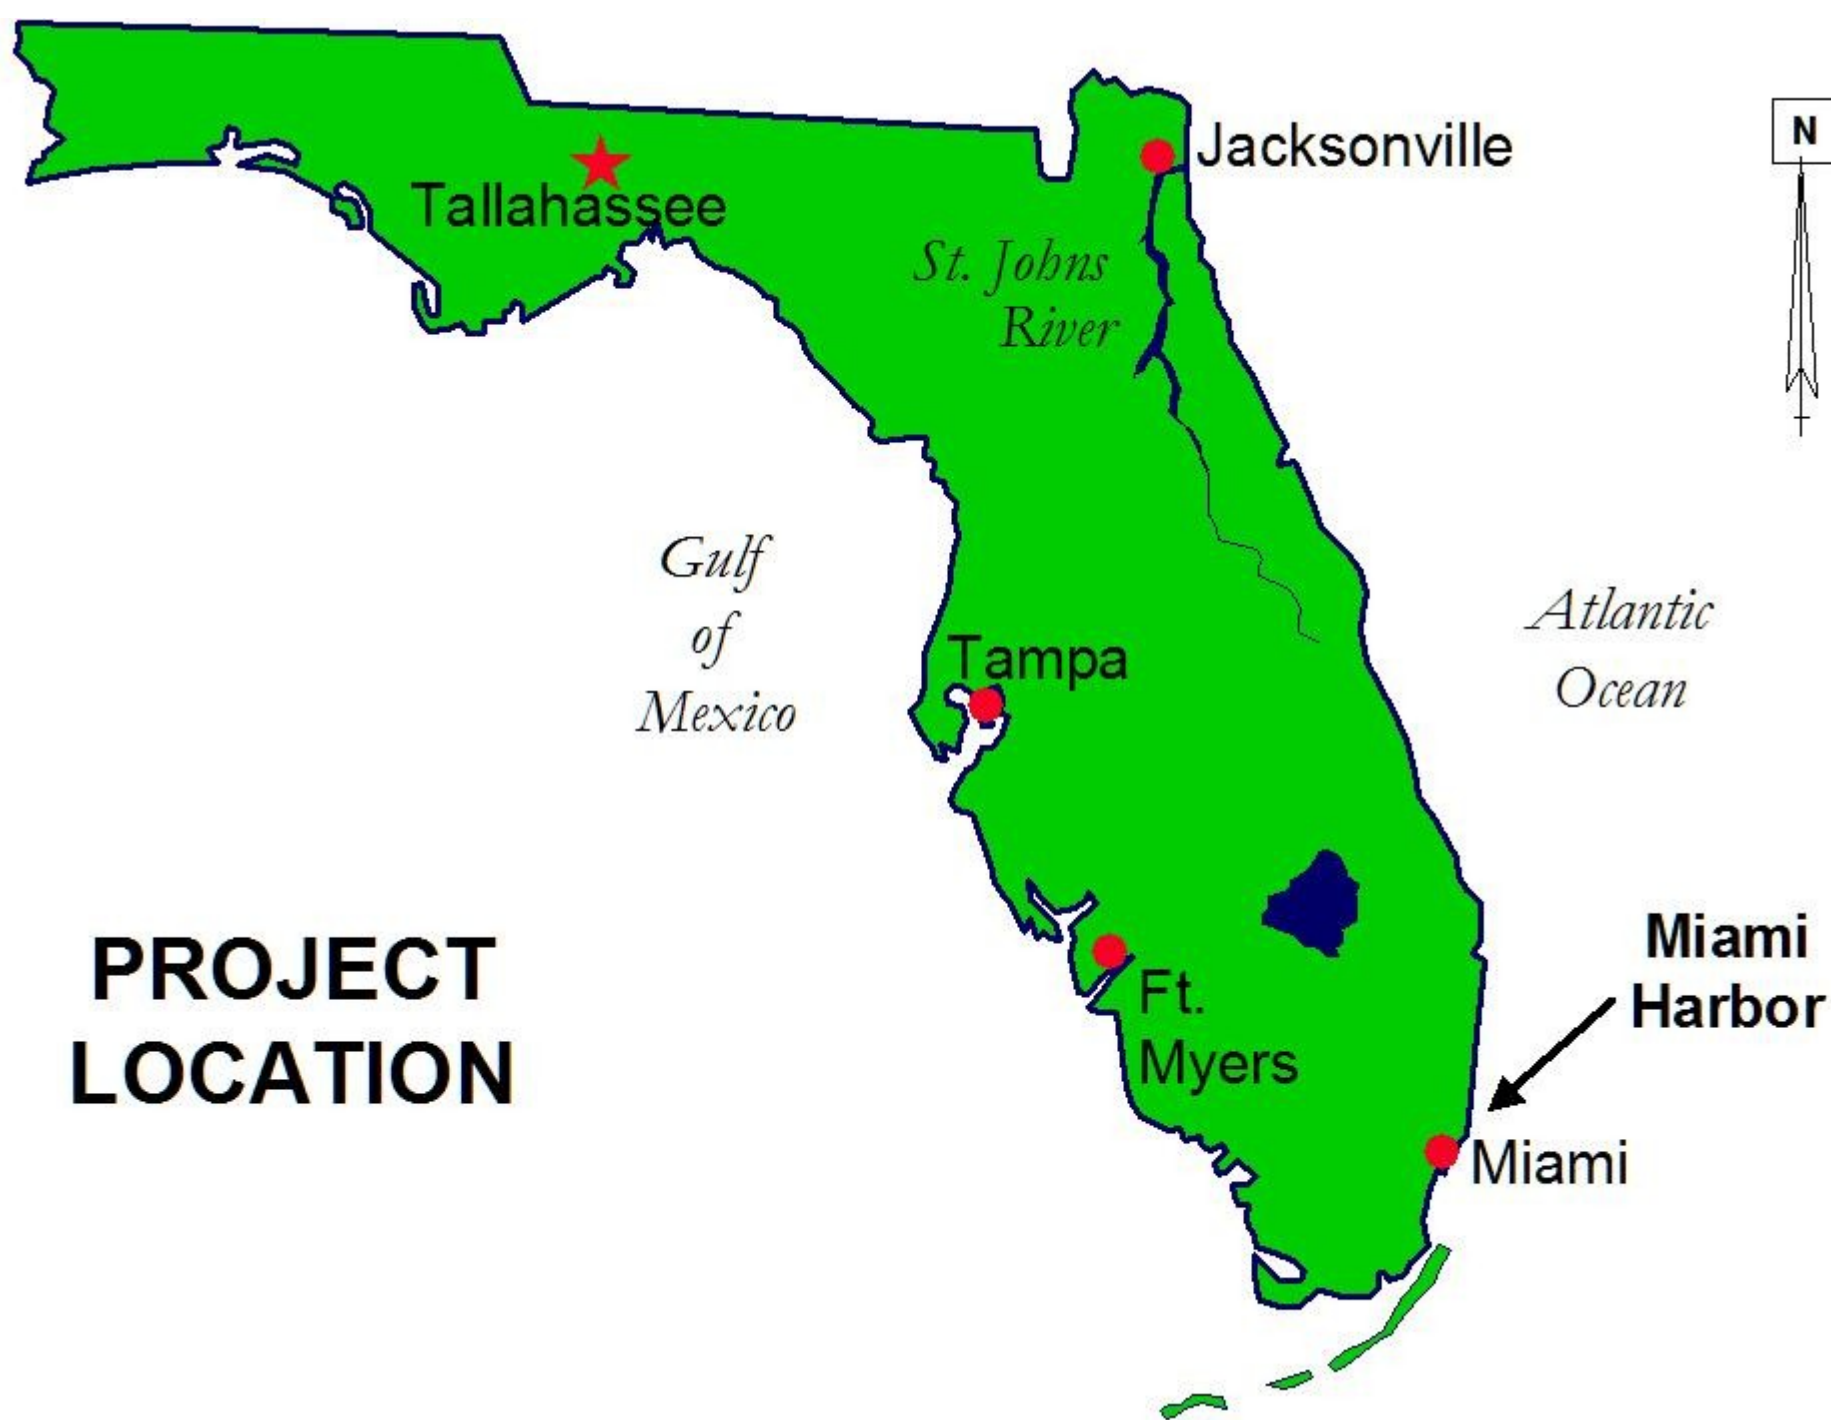 N
Jacksonville
Tallahassee
St. Johns
River
Gulf
of
Mexico
Atlantic
Ocean
Tampa
PROJECT
LOCATION
Miami
Harbor
Ft.
Myers
Miami